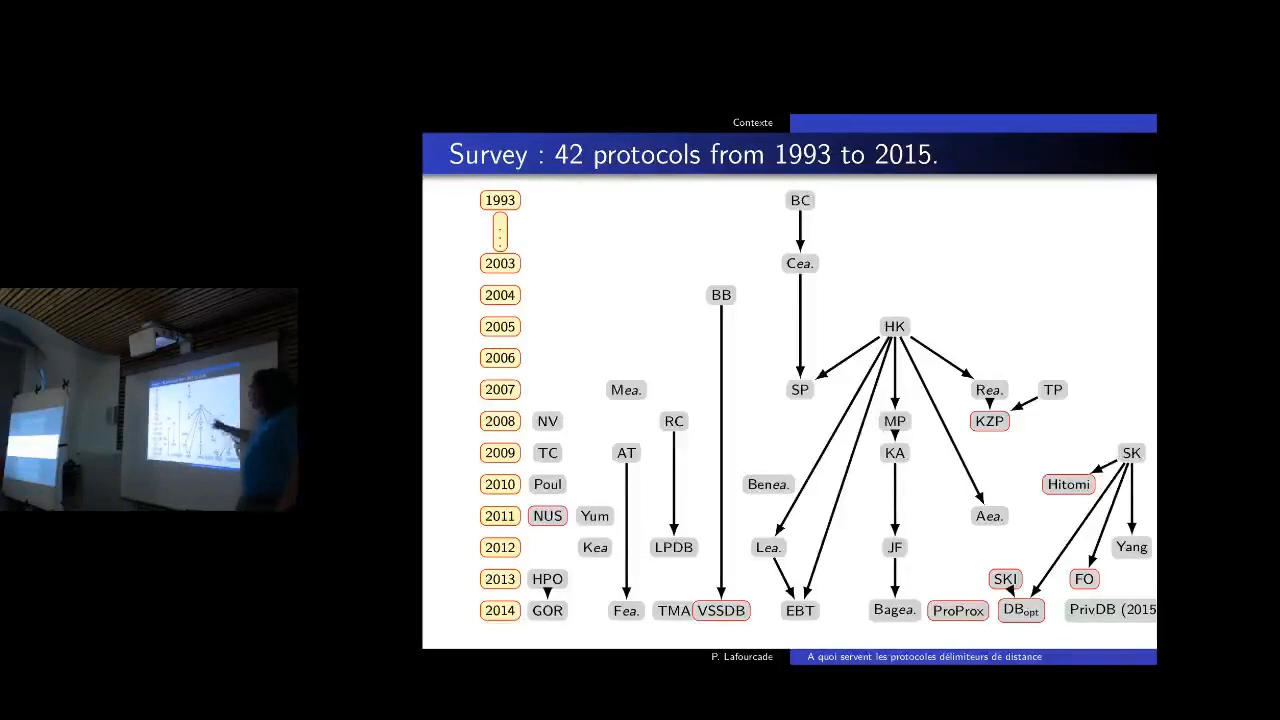 Contexte
Survey : 42 protocols from 1993 to 2015.
1993 BC
2003 Cea.
2004 BB
2005 HK
2006
2007 Mea. SP Rea. TP
2008 NV RC MP KZP
2009 TC AT KA SK
2010 Poul Benea. Hitomi
2011 NUS Yum Aea.
2012 Kea LPDB Lea. JF Yang
2013 HPO SKI FO
2014 GOR Fea. TMA VSSDB EBT Bagea. ProProx DBopt PrivDB (2015
P. Lafourcade A quoi servent les protocoles délimiteurs de distance